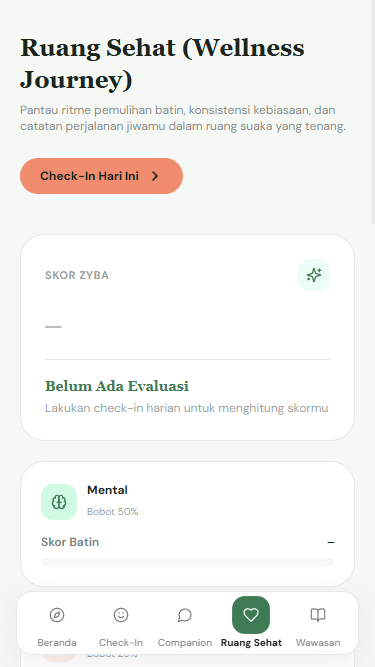 Ruang Sehat (Wellness
Journey)
Pantau ritme pemulihan batin, konsistensi kebiasaan, dan
catatan perjalanan jiwamu dalam ruang suaka yang tenang.
Check-In Hari Ini
SKOR ZYBA
—
Belum Ada Evaluasi
Lakukan check-in harian untuk menghitung skormu
Mental
Bobot 50%
Skor Batin –
Beranda Check-In Companion Ruang Sehat Wawasan